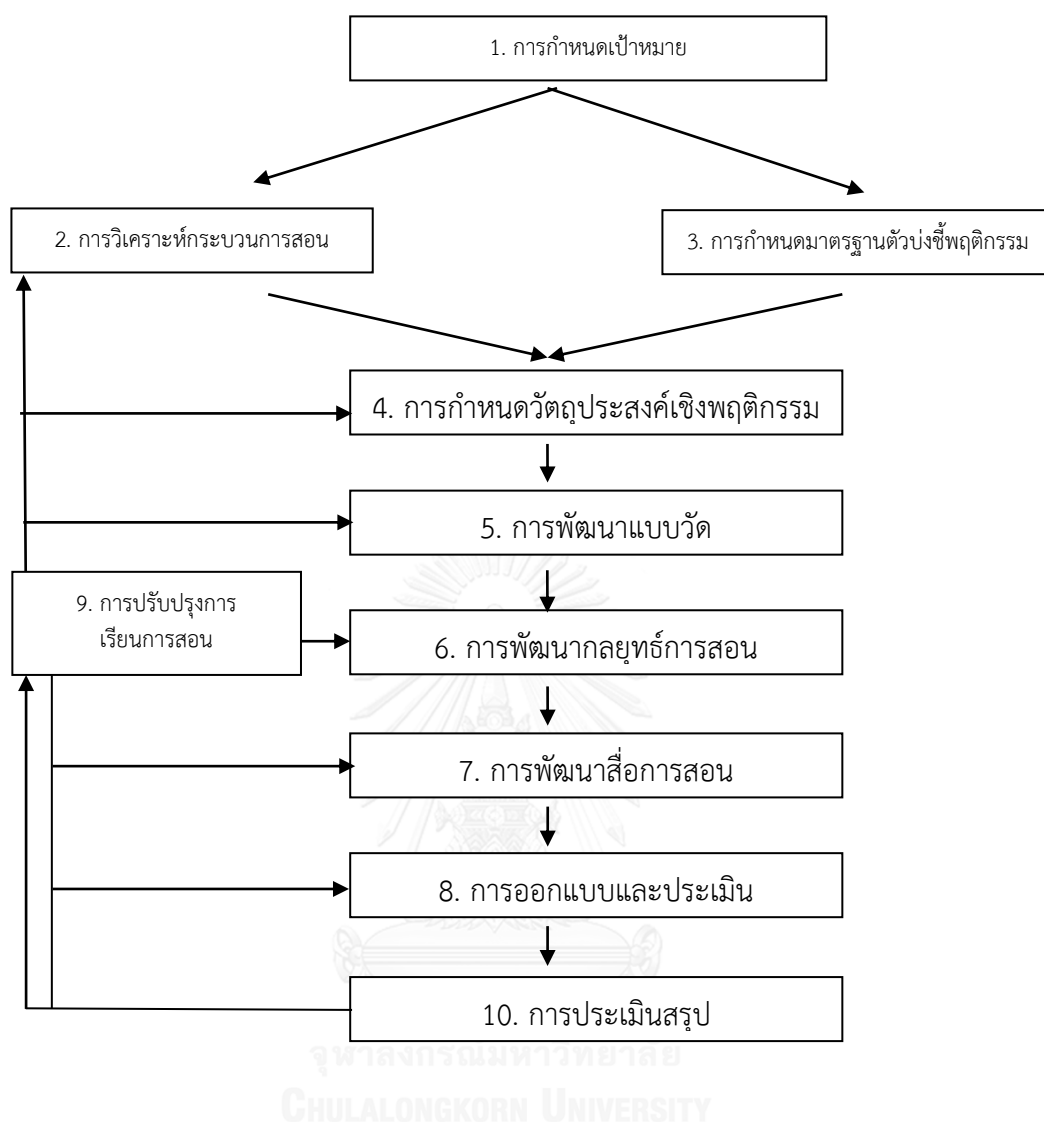 1. การกำหนดเป้าหมาย
2. การวิเคราะห์กระบวนการสอน
3. การกำหนดมาตรฐานตัวบ่งชี้พฤติกรรม
4. การกำหนดวัตถุประสงค์เชิงพฤติกรรม
5. การพัฒนาแบบวัด
9. การปรับปรุงการ
เรียนการสอน
6. การพัฒนากลยุทธ์การสอน
7. การพัฒนาสื่อการสอน
8. การออกแบบและประเมิน
10. การประเมินสรุป
จุฬาลงกรณ์มหาวิทยาลัย
CHULALONGKORN UNIVERSITY